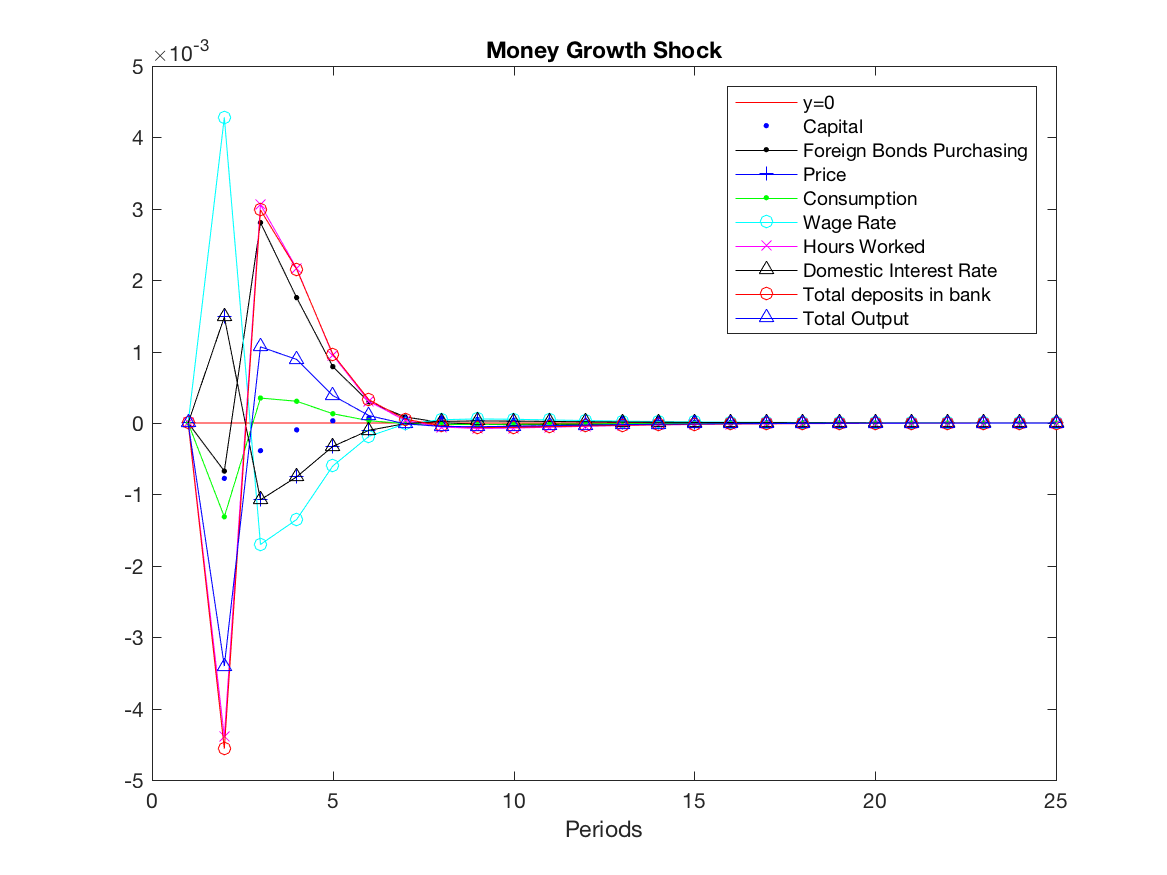 Money Growth Shock
×10-3
5
4
3
2
1
0
-1
-2
-3
-4
-5
y=0
Capital
Foreign Bonds Purchasing
Price
Consumption
Wage Rate
Hours Worked
Domestic Interest Rate
Total deposits in bank
Total Output
0 5 10 15 20 25
Periods